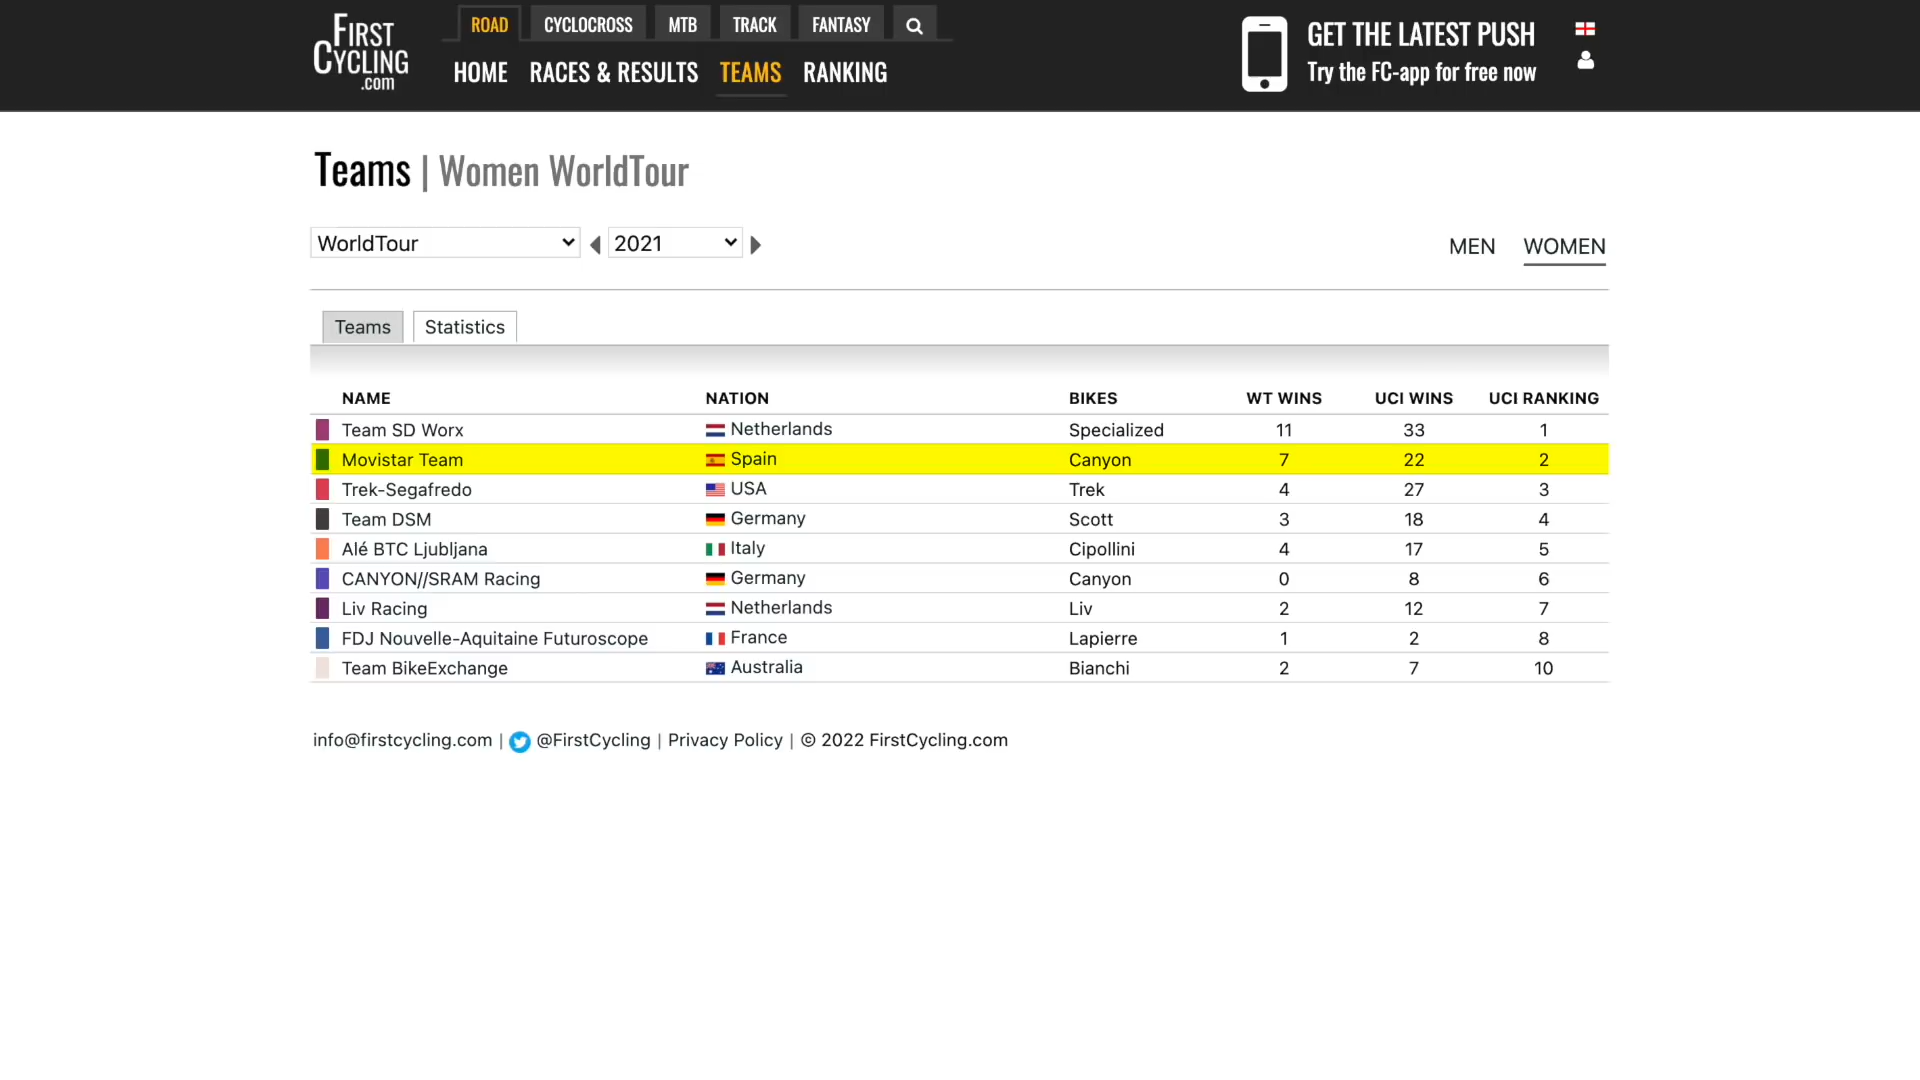 FIRST CYCLING .com
ROAD CYCLOCROSS MTB TRACK FANTASY
HOME RACES & RESULTS TEAMS RANKING
GET THE LATEST PUSH
Try the FC-app for free now
Teams | Women WorldTour
WorldTour 2021 MEN WOMEN
Teams Statistics
NAME NATION BIKES WT WINS UCI WINS UCI RANKING
Team SD Worx Netherlands Specialized 11 33 1
Movistar Team Spain Canyon 7 22 2
Trek-Segafredo USA Trek 4 27 3
Team DSM Germany Scott 3 18 4
Alé BTC Ljubljana Italy Cipollini 4 17 5
CANYON//SRAM Racing Germany Canyon 0 8 6
Liv Racing Netherlands Liv 2 12 7
FDJ Nouvelle-Aquitaine Futuroscope France Lapierre 1 2 8
Team BikeExchange Australia Bianchi 2 7 10
info@firstcycling.com | @FirstCycling | Privacy Policy | © 2022 FirstCycling.com